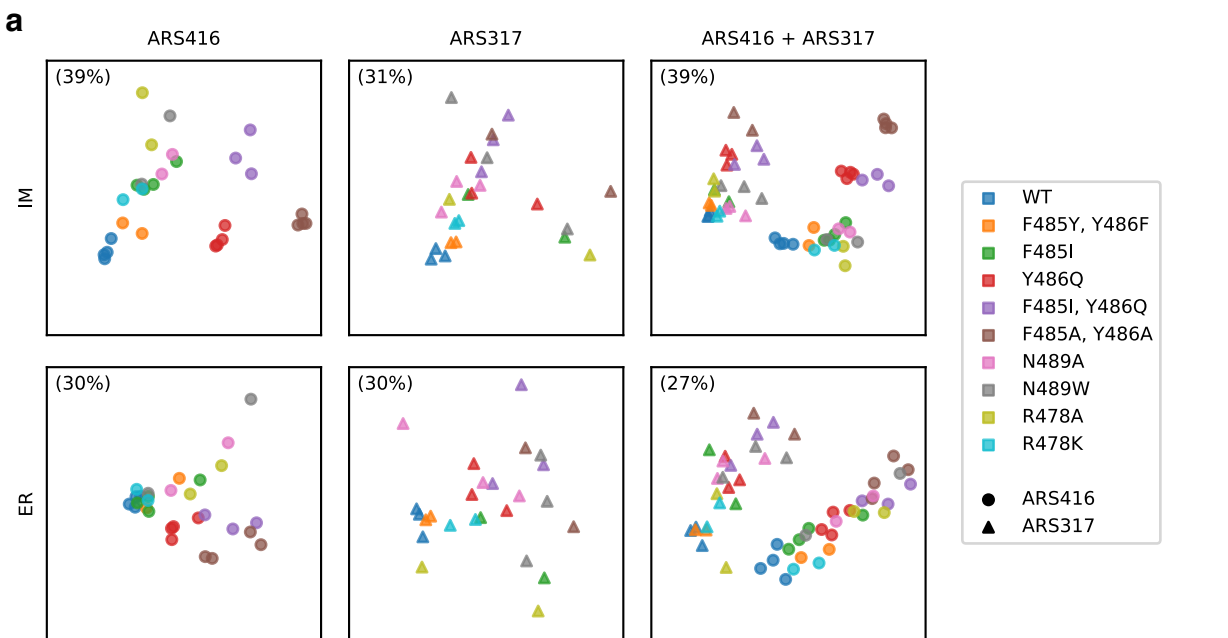 a
ARS416 ARS317 ARS416 + ARS317
IM
(39%) (31%) (39%)
ER
(30%) (30%) (27%)
WT
F485Y, Y486F
F485I
Y486Q
F485I, Y486Q
F485A, Y486A
N489A
N489W
R478A
R478K
ARS416
ARS317